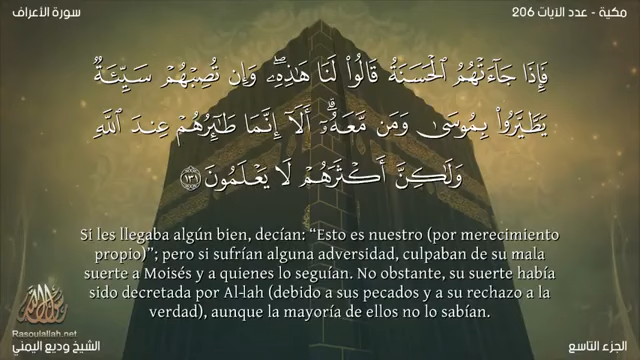 سورة الأعراف
مكية - عدد الآيات 206
فَإِذَا جَآءَتْهُمُ ٱلْحَسَنَةُ قَالُوا۟ لَنَا هَـٰذِهِۦ ۖ وَإِن تُصِبْهُمْ سَيِّئَةٌ
يَطَّيَّرُوا۟ بِمُوسَىٰ وَمَن مَّعَهُۥٓ ۗ أَلَآ إِنَّمَا طَـٰٓئِرُهُمْ عِندَ ٱللَّهِ
وَلَـٰكِنَّ أَكْثَرَهُمْ لَا يَعْلَمُونَ ١٣١
Si les llegaba algún bien, decían: “Esto es nuestro (por merecimiento
propio)”; pero si sufrían alguna adversidad, culpaban de su mala
suerte a Moisés y a quienes lo seguían. No obstante, su suerte había
sido decretada por Al-lah (debido a sus pecados y a su rechazo a la
verdad), aunque la mayoría de ellos no lo sabían.
رسول الله
Rasoulallah.net
الشيخ وديع اليمني
الجزء التاسع